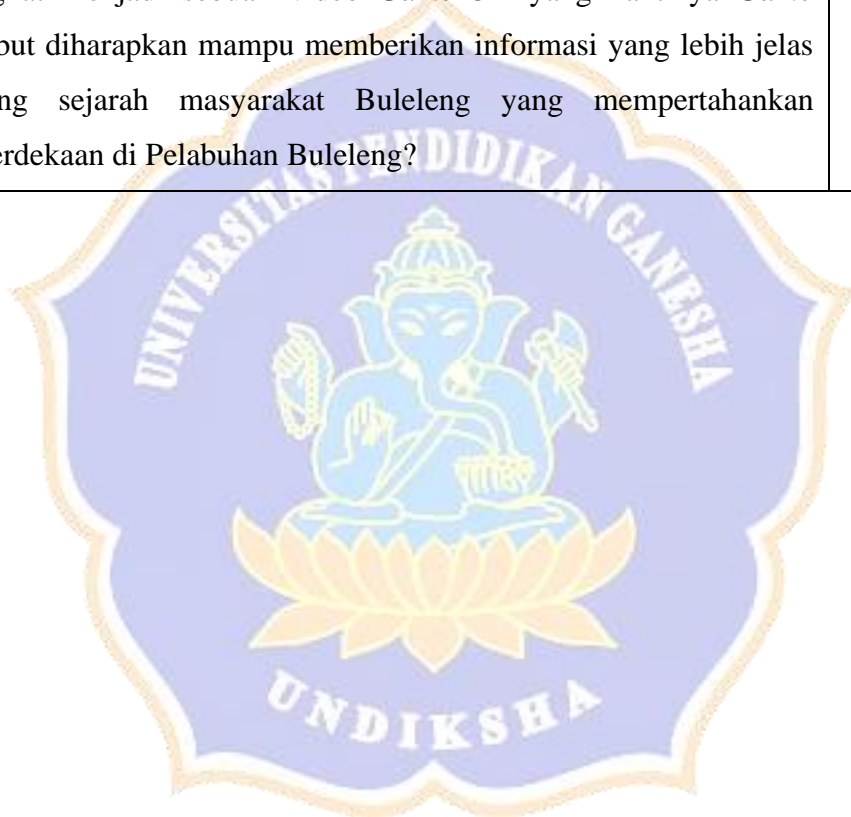 but diharapkan mampu memberikan informasi yang lebih jelas
ng sejarah masyarakat Buleleng yang mempertahankan
erdekaan di Pelabuhan Buleleng?
UNIVERSITAS PENDIDIKAN GANESHA
UNDIKSHA